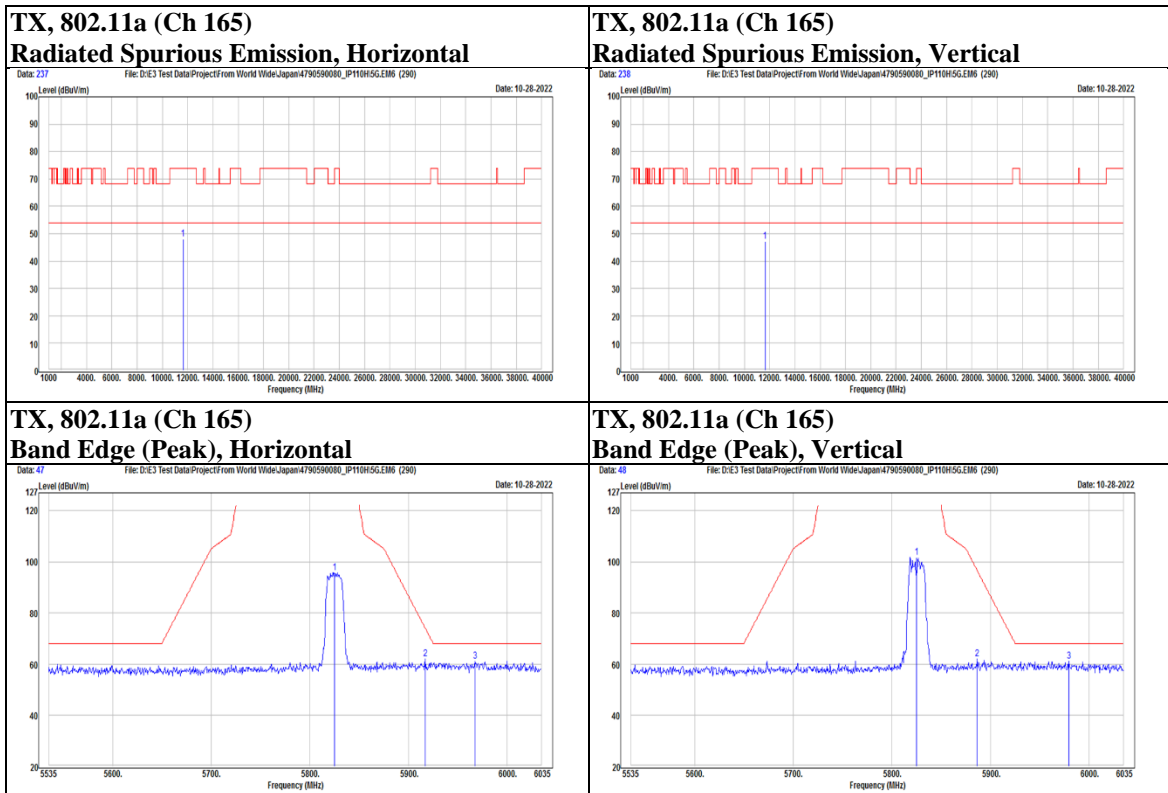 TX, 802.11a (Ch 165)
Radiated Spurious Emission, Horizontal
Data: 237 File: D:\E3 Test Data\Project\From World Wide\Japan\4790590080_IP110H\5G.EM6 (290)
Level (dBuV/m) Date: 10-28-2022
100
90
80
70
60
50
40
30
20
10
0
1
1000 4000. 6000. 8000. 10000. 12000. 14000. 16000. 18000. 20000. 22000. 24000. 26000. 28000. 30000. 32000. 34000. 36000. 38000. 40000
Frequency (MHz)
TX, 802.11a (Ch 165)
Radiated Spurious Emission, Vertical
Data: 238 File: D:\E3 Test Data\Project\From World Wide\Japan\4790590080_IP110H\5G.EM6 (290)
Level (dBuV/m) Date: 10-28-2022
100
90
80
70
60
50
40
30
20
10
0
1
1000 4000. 6000. 8000. 10000. 12000. 14000. 16000. 18000. 20000. 22000. 24000. 26000. 28000. 30000. 32000. 34000. 36000. 38000. 40000
Frequency (MHz)
TX, 802.11a (Ch 165)
Band Edge (Peak), Horizontal
Data: 47 File: D:\E3 Test Data\Project\From World Wide\Japan\4790590080_IP110H\5G.EM6 (290)
127 Level (dBuV/m) Date: 10-28-2022
120
100
80
60
40
20
1
2
3
5535 5600. 5700. 5800. 5900. 6000. 6035
Frequency (MHz)
TX, 802.11a (Ch 165)
Band Edge (Peak), Vertical
Data: 48 File: D:\E3 Test Data\Project\From World Wide\Japan\4790590080_IP110H\5G.EM6 (290)
127 Level (dBuV/m) Date: 10-28-2022
120
100
80
60
40
20
1
2
3
5535 5600. 5700. 5800. 5900. 6000. 6035
Frequency (MHz)